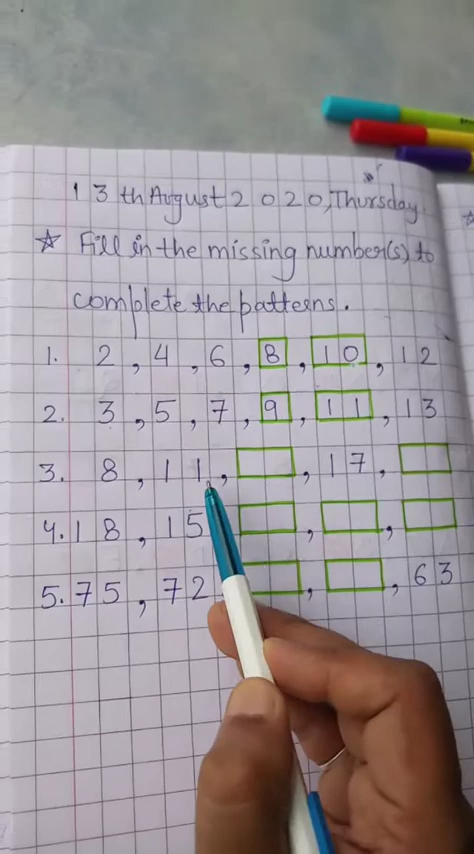 13th August 2020, Thursday.
☆ Fill in the missing number(s) to
complete the patterns.
1. 2, 4, 6, 8, 10, 12
2. 3, 5, 7, 9, 11, 13
3. 8, 11, , 17,
4. 18, 15 , ,
5. 75, 72 , , 63